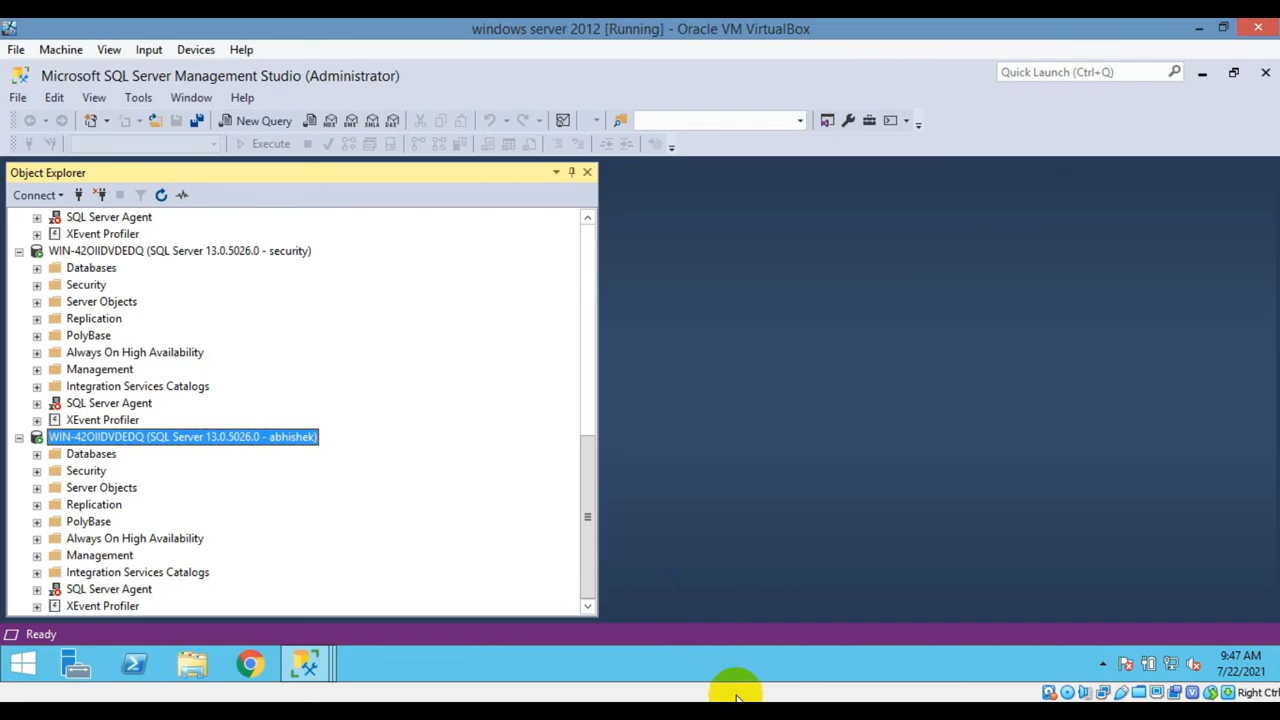 windows server 2012 [Running] - Oracle VM VirtualBox
File Machine View Input Devices Help
Microsoft SQL Server Management Studio (Administrator)
Quick Launch (Ctrl+Q)
File Edit View Tools Window Help
New Query
Execute
Object Explorer
Connect
SQL Server Agent
XEvent Profiler
WIN-42OIIDVDEDQ (SQL Server 13.0.5026.0 - security)
Databases
Security
Server Objects
Replication
PolyBase
Always On High Availability
Management
Integration Services Catalogs
SQL Server Agent
XEvent Profiler
WIN-42OIIDVDEDQ (SQL Server 13.0.5026.0 - abhishek)
Databases
Security
Server Objects
Replication
PolyBase
Always On High Availability
Management
Integration Services Catalogs
SQL Server Agent
XEvent Profiler
Ready
9:47 AM
7/22/2021
Right Ctrl